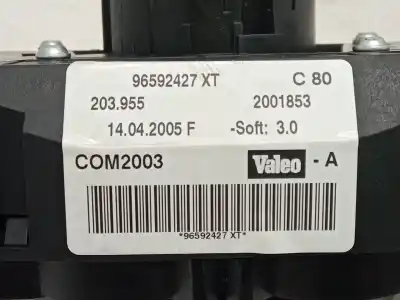 96592427 XT C 80
203.955 2001853
14.04.2005 F -Soft: 3.0
COM2003 Valeo - A
*96592427 XT*